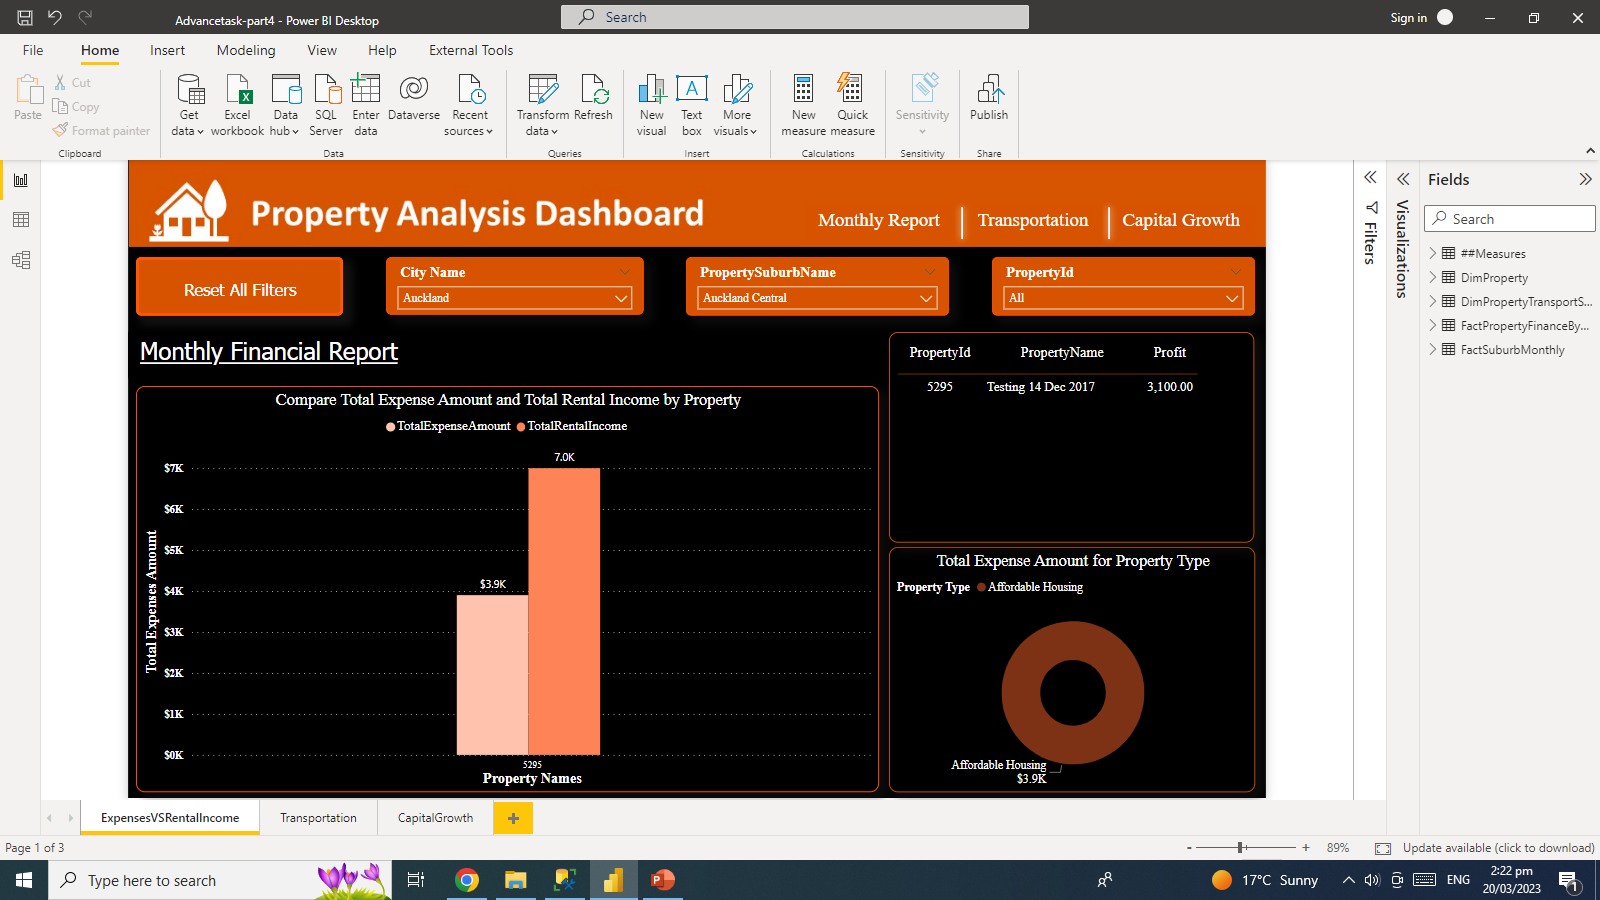 Advancetask-part4 - Power BI Desktop
Search
Sign in
File
Home
Insert
Modeling
View
Help
External Tools
Paste
Cut
Copy
Format painter
Clipboard
Get data
Excel workbook
Data hub
SQL Server
Enter data
Dataverse
Recent sources
Data
Transform data
Refresh
Queries
New visual
Text box
More visuals
Insert
New measure
Quick measure
Calculations
Sensitivity
Sensitivity
Publish
Share
Property Analysis Dashboard
Monthly Report
Transportation
Capital Growth
Reset All Filters
City Name
Auckland
PropertySuburbName
Auckland Central
PropertyId
All
Monthly Financial Report
Compare Total Expense Amount and Total Rental Income by Property
TotalExpenseAmount TotalRentalIncome
Total Expenses Amount
$7K
$6K
$5K
$4K
$3K
$2K
$1K
$0K
7.0K
$3.9K
5295
Property Names
PropertyId PropertyName Profit
5295 Testing 14 Dec 2017 3,100.00
Total Expense Amount for Property Type
Property Type Affordable Housing
Affordable Housing
$3.9K
Filters
Visualizations
Fields
Search
##Measures
DimProperty
DimPropertyTransportS...
FactPropertyFinanceBy...
FactSuburbMonthly
ExpensesVSRentalIncome
Transportation
CapitalGrowth
Page 1 of 3
- +
89%
Update available (click to download)
Type here to search
17°C Sunny
ENG
2:22 pm
20/03/2023
1